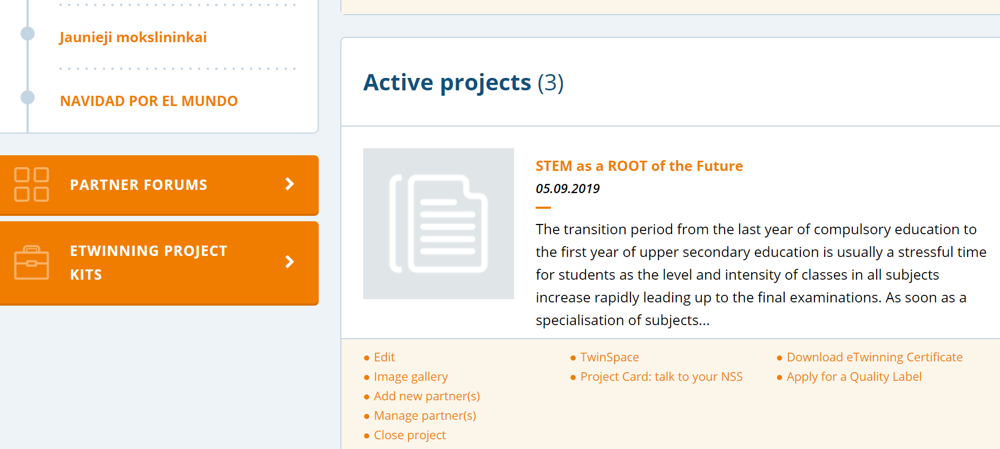 Jaunieji mokslininkai
NAVIDAD POR EL MUNDO
PARTNER FORUMS
ETWINNING PROJECT
KITS
Active projects (3)
STEM as a ROOT of the Future
05.09.2019
The transition period from the last year of compulsory education to
the first year of upper secondary education is usually a stressful time
for students as the level and intensity of classes in all subjects
increase rapidly leading up to the final examinations. As soon as a
specialisation of subjects...
Edit
Image gallery
Add new partner(s)
Manage partner(s)
Close project
TwinSpace
Project Card: talk to your NSS
Download eTwinning Certificate
Apply for a Quality Label